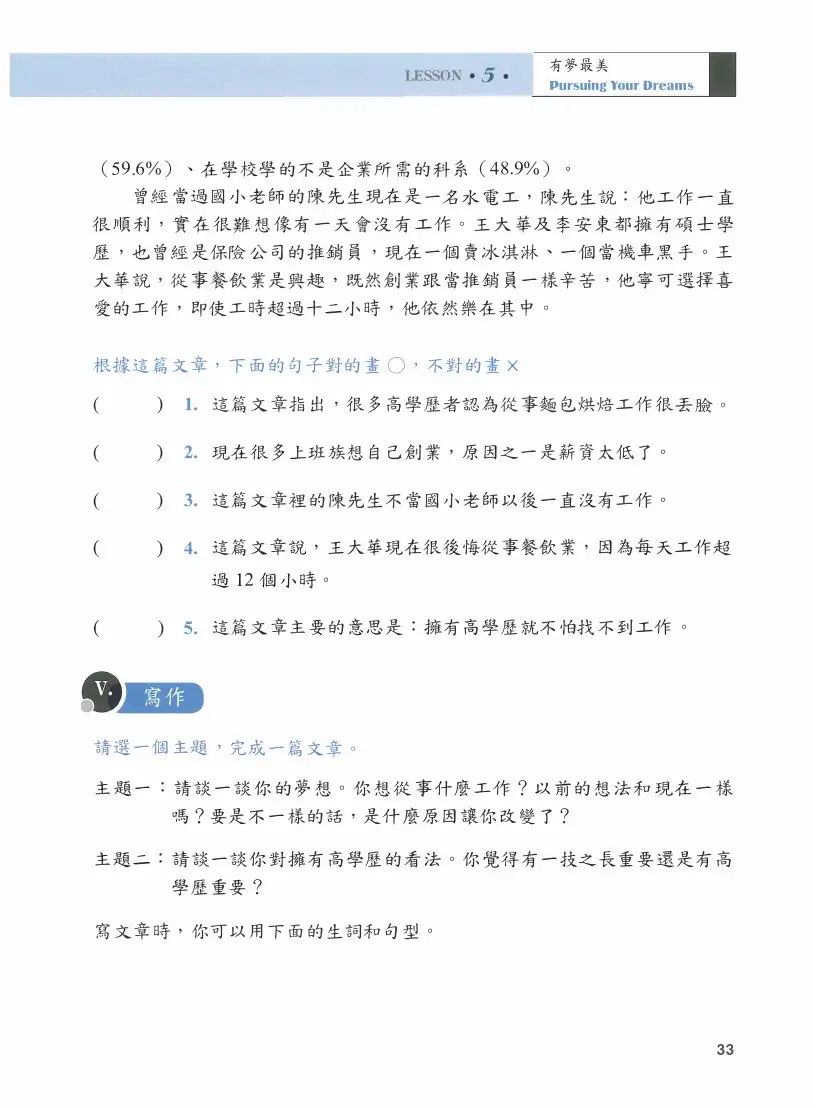 LESSON • 5 •
有夢最美
Pursuing Your Dreams
（59.6%）、在學校學的不是企業所需的科系（48.9%）。
曾經當過國小老師的陳先生現在是一名水電工，陳先生說：他工作一直
很順利，實在很難想像有一天會沒有工作。王大華及李安東都擁有碩士學
歷，也曾經是保險公司的推銷員，現在一個賣冰淇淋、一個當機車黑手。王
大華說，從事餐飲業是興趣，既然創業跟當推銷員一樣辛苦，他寧可選擇喜
愛的工作，即使工時超過十二小時，他依然樂在其中。
根據這篇文章，下面的句子對的畫○，不對的畫×
(　　) 1. 這篇文章指出，很多高學歷者認為從事麵包烘焙工作很丟臉。
(　　) 2. 現在很多上班族想自己創業，原因之一是薪資太低了。
(　　) 3. 這篇文章裡的陳先生不當國小老師以後一直沒有工作。
(　　) 4. 這篇文章說，王大華現在很後悔從事餐飲業，因為每天工作超
過 12 個小時。
(　　) 5. 這篇文章主要的意思是：擁有高學歷就不怕找不到工作。
V. 寫作
請選一個主題，完成一篇文章。
主題一：請談一談你的夢想。你想從事什麼工作？以前的想法和現在一樣
嗎？要是不一樣的話，是什麼原因讓你改變了？
主題二：請談一談你對擁有高學歷的看法。你覺得有一技之長重要還是有高
學歷重要？
寫文章時，你可以用下面的生詞和句型。
33